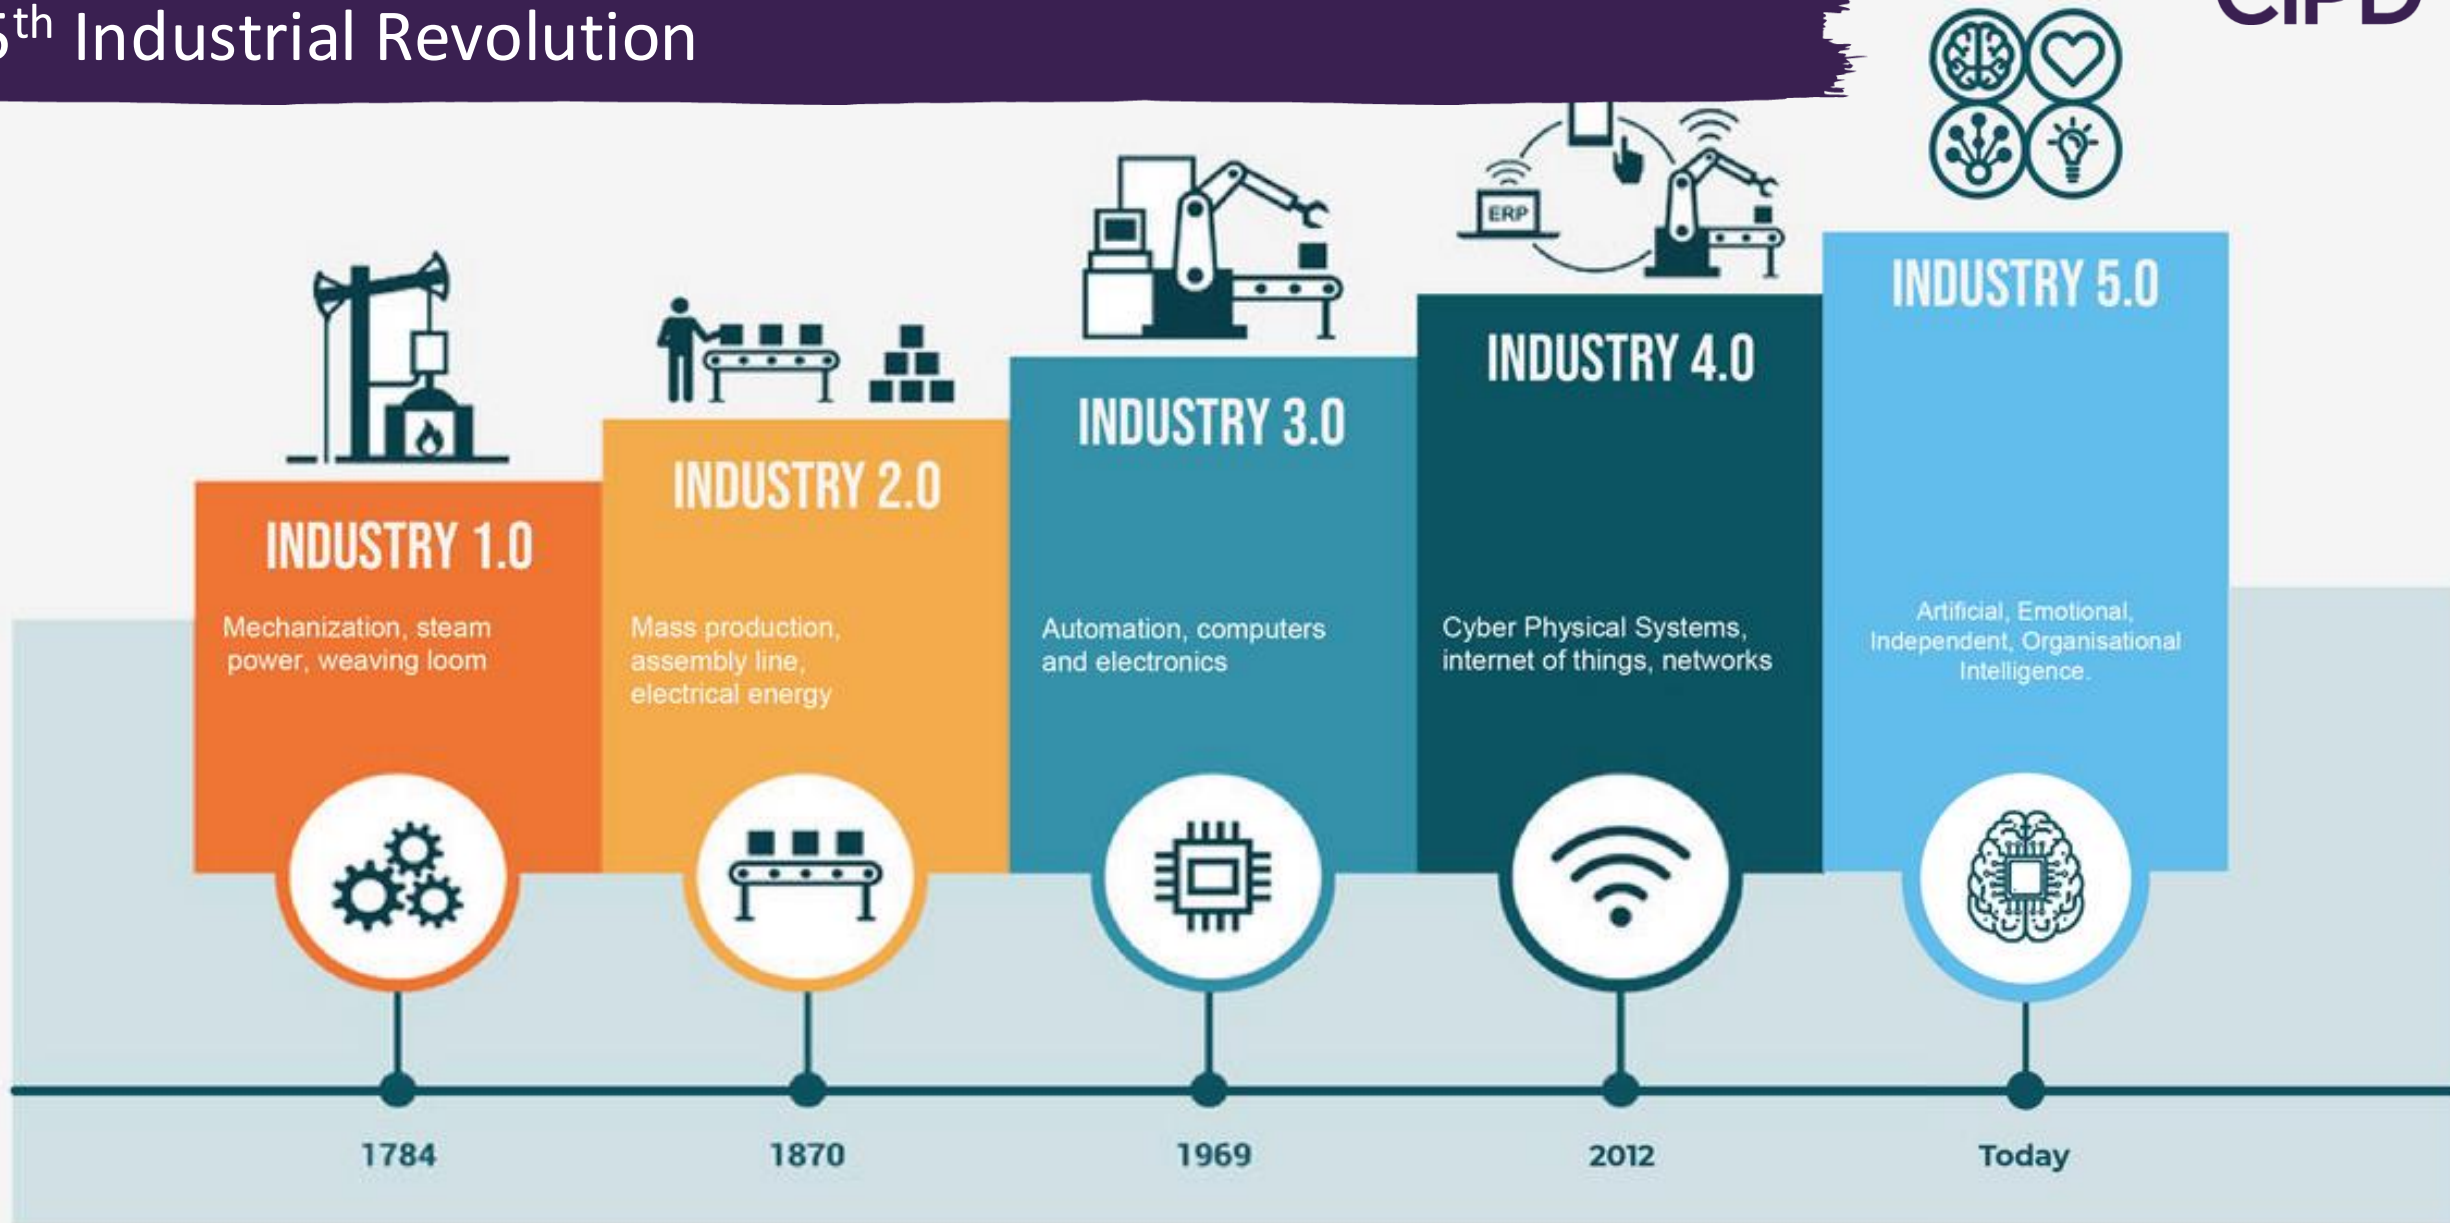 5th Industrial Revolution
CIPD
ERP
INDUSTRY 1.0
Mechanization, steam
power, weaving loom
INDUSTRY 2.0
Mass production,
assembly line,
electrical energy
INDUSTRY 3.0
Automation, computers
and electronics
INDUSTRY 4.0
Cyber Physical Systems,
internet of things, networks
INDUSTRY 5.0
Artificial, Emotional,
Independent, Organisational
Intelligence.
1784
1870
1969
2012
Today